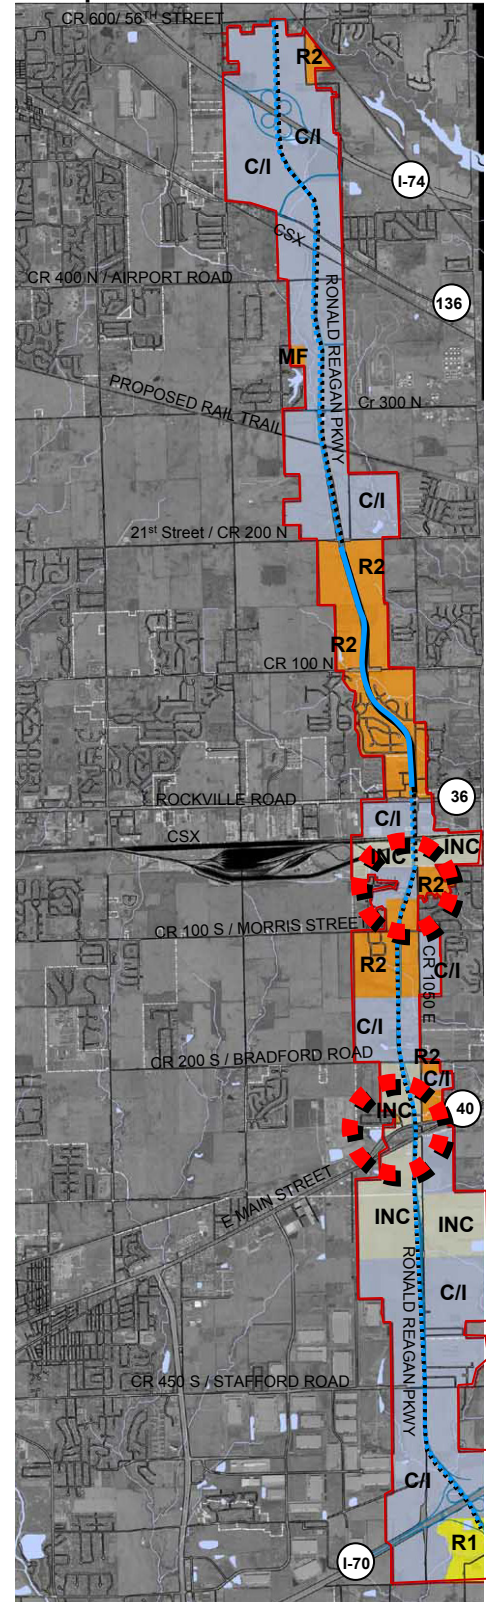 CR 600/ 56TH STREET
R2
C/I
C/I
I-74
CSX
CR 400 N / AIRPORT ROAD
136
RONALD REAGAN PKWY
MF
PROPOSED RAIL TRAIL
Cr 300 N
C/I
21st Street / CR 200 N
R2
R2
CR 100 N
36
ROCKVILLE ROAD
C/I
CSX
INC
INC
R2
CR 100 S / MORRIS STREET
R2
C/I
CR 1050 E
C/I
CR 200 S / BRADFORD ROAD
R2
C/I
INC
40
E MAIN STREET
INC
INC
RONALD REAGAN PKWY
C/I
CR 450 S / STAFFORD ROAD
C/I
R1
I-70